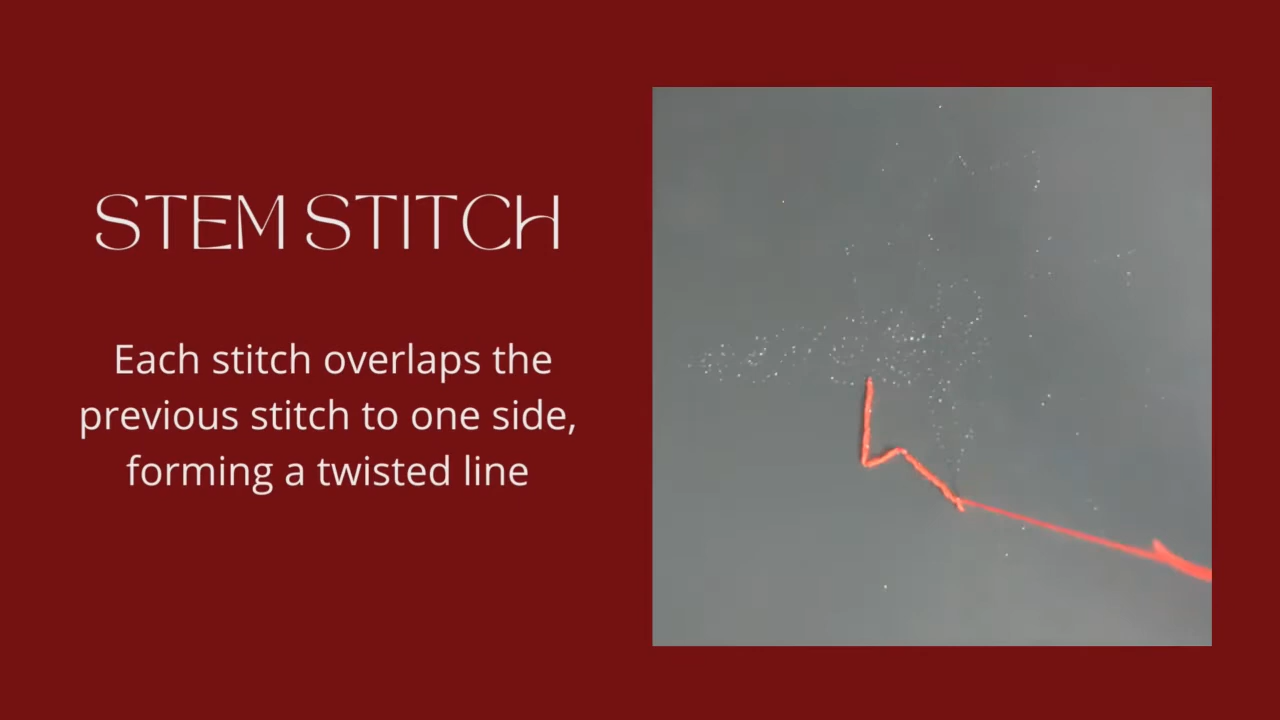 STEM STITCH
Each stitch overlaps the
previous stitch to one side,
forming a twisted line